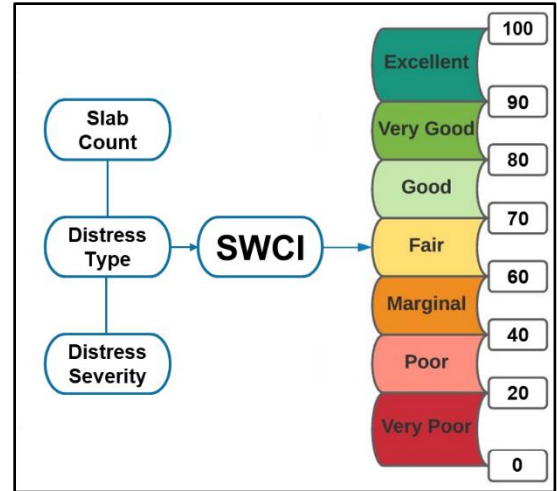 Slab
Count
Distress
Type
Distress
Severity
SWCI
Excellent
Very Good
Good
Fair
Marginal
Poor
Very Poor
100
90
80
70
60
40
20
0